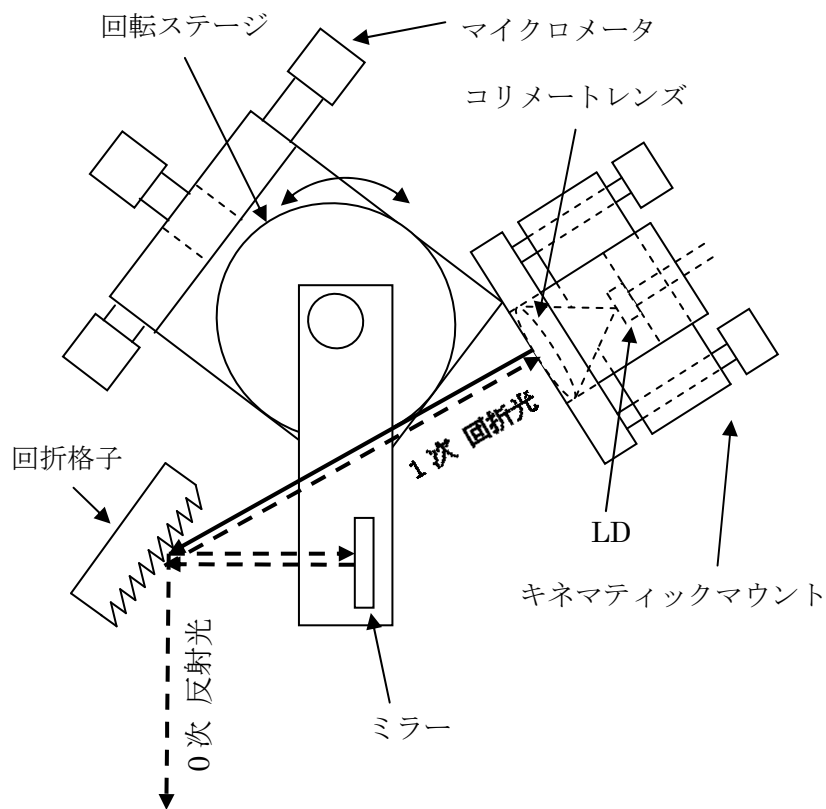 回転ステージ
マイクロメータ
コリメートレンズ
1次 回折光
回折格子
LD
キネマティックマウント
0次 反射光
ミラー